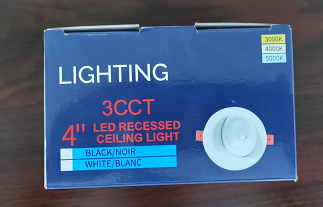 3000K
4000K
5000K
LIGHTING
3CCT
4" LED RECESSED
CEILING LIGHT
BLACK/NOIR
WHITE/BLANC